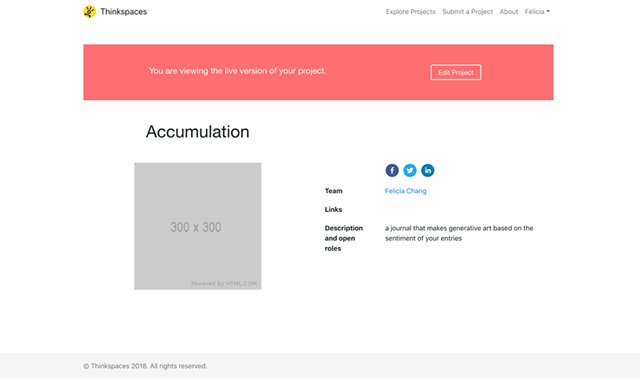 Thinkspaces
Explore Projects Submit a Project About Felicia
You are viewing the live version of your project.
Edit Project
Accumulation
300 x 300
Powered by HTML.COM
f
in
Team Felicia Chang
Links
Description and open roles
a journal that makes generative art based on the
sentiment of your entries
© Thinkspaces 2018. All rights reserved.